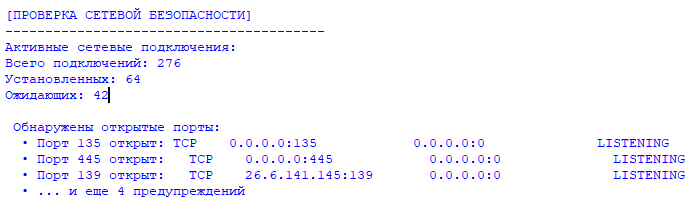 [ПРОВЕРКА СЕТЕВОЙ БЕЗОПАСНОСТИ]
----------------------------------------
Активные сетевые подключения:
Всего подключений: 276
Установленных: 64
Ожидающих: 42
Обнаружены открытые порты:
• Порт 135 открыт: TCP 0.0.0.0:135 0.0.0.0:0 LISTENING
• Порт 445 открыт: TCP 0.0.0.0:445 0.0.0.0:0 LISTENING
• Порт 139 открыт: TCP 26.6.141.145:139 0.0.0.0:0 LISTENING
• ... и еще 4 предупреждений